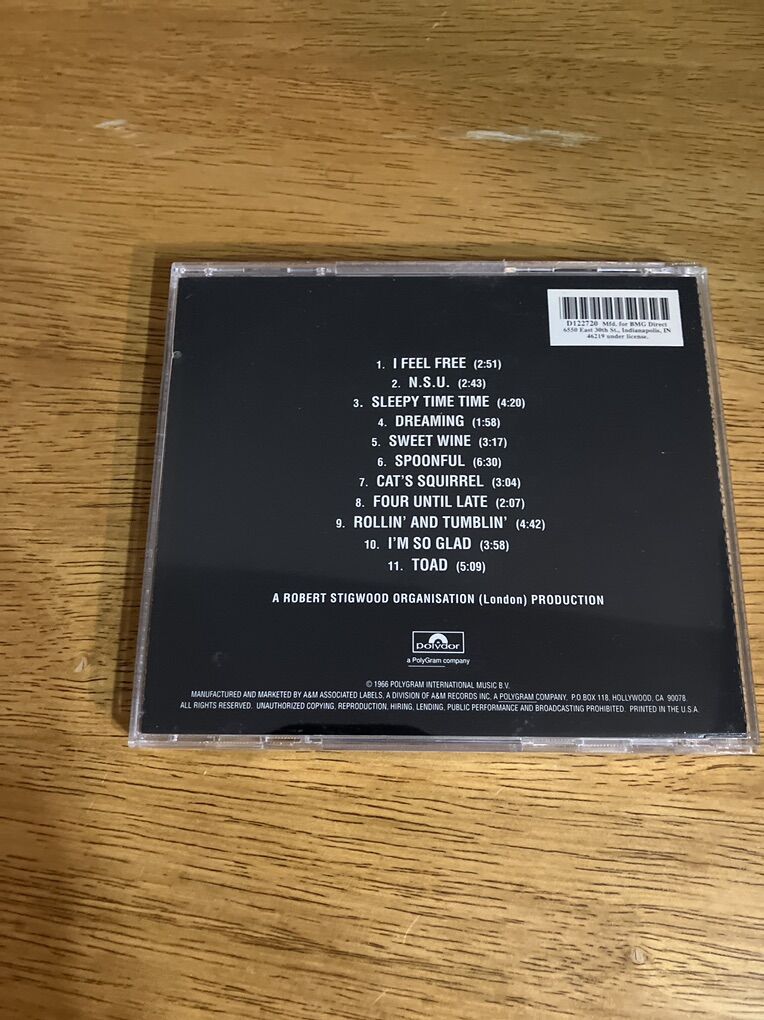 D122720 Mfd. for BMG Direct
6550 East 30th St., Indianapolis, IN
46219 under license.
1. I FEEL FREE (2:51)
2. N.S.U. (2:43)
3. SLEEPY TIME TIME (4:20)
4. DREAMING (1:58)
5. SWEET WINE (3:17)
6. SPOONFUL (6:30)
7. CAT'S SQUIRREL (3:04)
8. FOUR UNTIL LATE (2:07)
9. ROLLIN' AND TUMBLIN' (4:42)
10. I'M SO GLAD (3:58)
11. TOAD (5:09)
A ROBERT STIGWOOD ORGANISATION (London) PRODUCTION
polydor
a PolyGram company
© 1966 POLYGRAM INTERNATIONAL MUSIC B.V.
MANUFACTURED AND MARKETED BY A&M ASSOCIATED LABELS, A DIVISION OF A&M RECORDS INC, A POLYGRAM COMPANY. P.O.BOX 118, HOLLYWOOD, CA 90078.
ALL RIGHTS RESERVED. UNAUTHORIZED COPYING, REPRODUCTION, HIRING, LENDING, PUBLIC PERFORMANCE AND BROADCASTING PROHIBITED. PRINTED IN THE U.S.A.